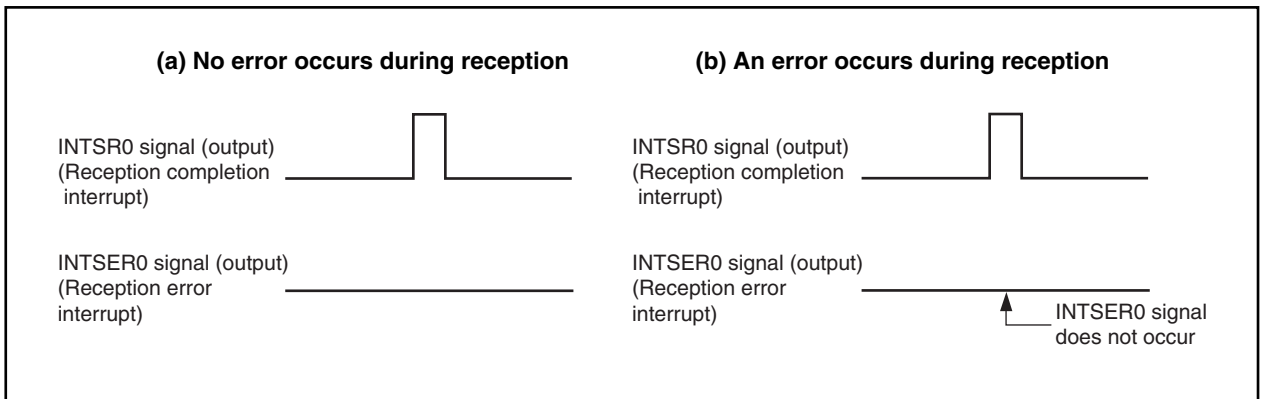 (a) No error occurs during reception
INTSR0 signal (output)
(Reception completion
interrupt)
INTSER0 signal (output)
(Reception error
interrupt)
(b) An error occurs during reception
INTSR0 signal (output)
(Reception completion
interrupt)
INTSER0 signal (output)
(Reception error
interrupt)
INTSER0 signal
does not occur